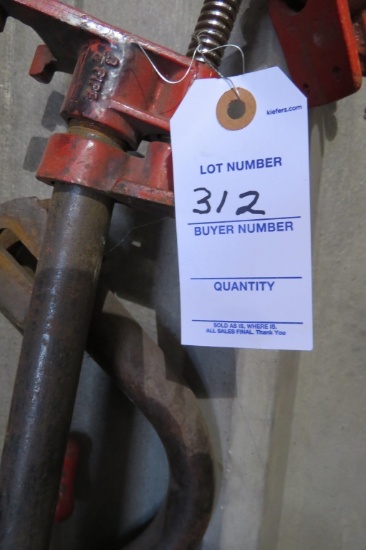 kiefers.com
LOT NUMBER
312
BUYER NUMBER
QUANTITY
SOLD AS IS, WHERE IS.
ALL SALES FINAL. Thank You